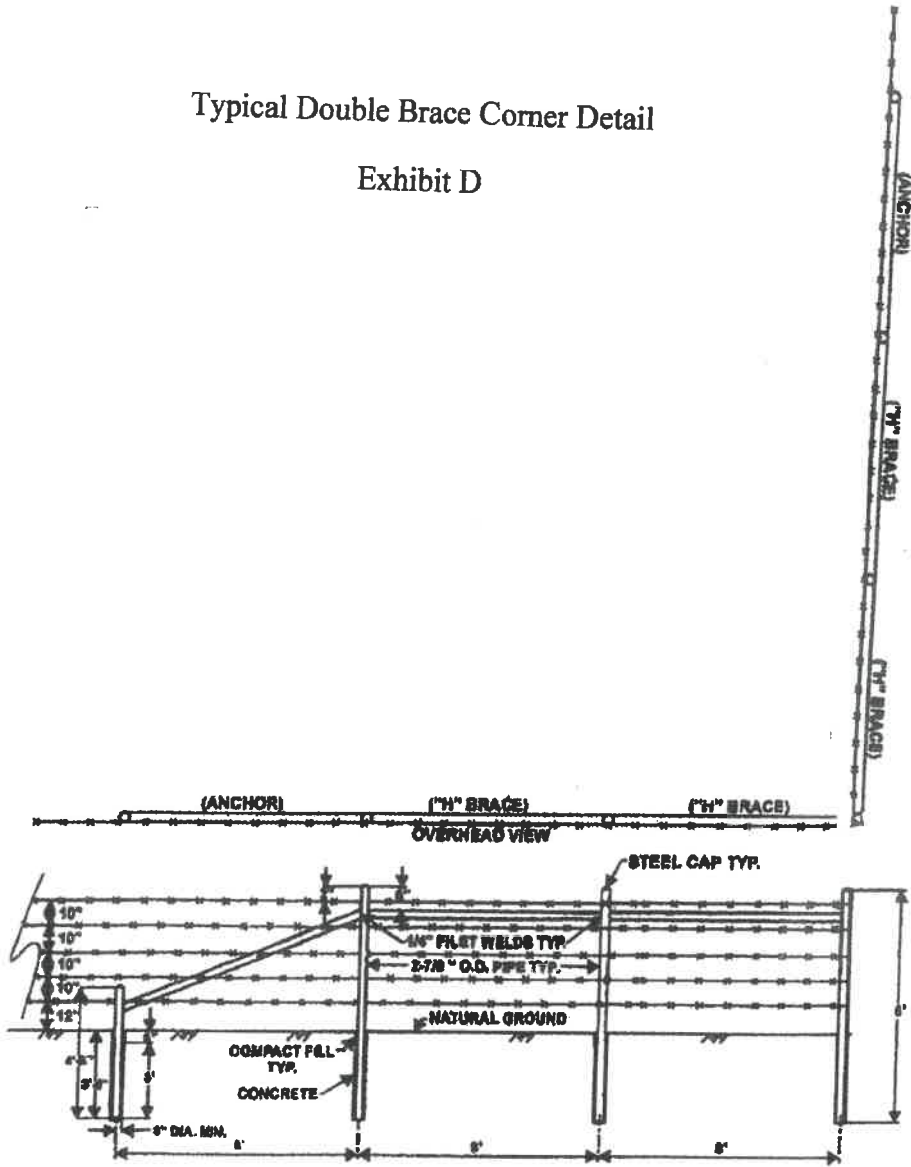 Typical Double Brace Corner Detail
Exhibit D
(ANCHOR)
("H" BRACE)
("H" BRACE)
(ANCHOR)
("H" BRACE)
("H" BRACE)
OVERHEAD VIEW
STEEL CAP TYP.
10"
10"
10"
10"
12"
FILET WELDS TYP.
2-7/8" O.D. PIPE TYP.
NATURAL GROUND
COMPACT FILL
TYP.
CONCRETE
DIA. MIN.